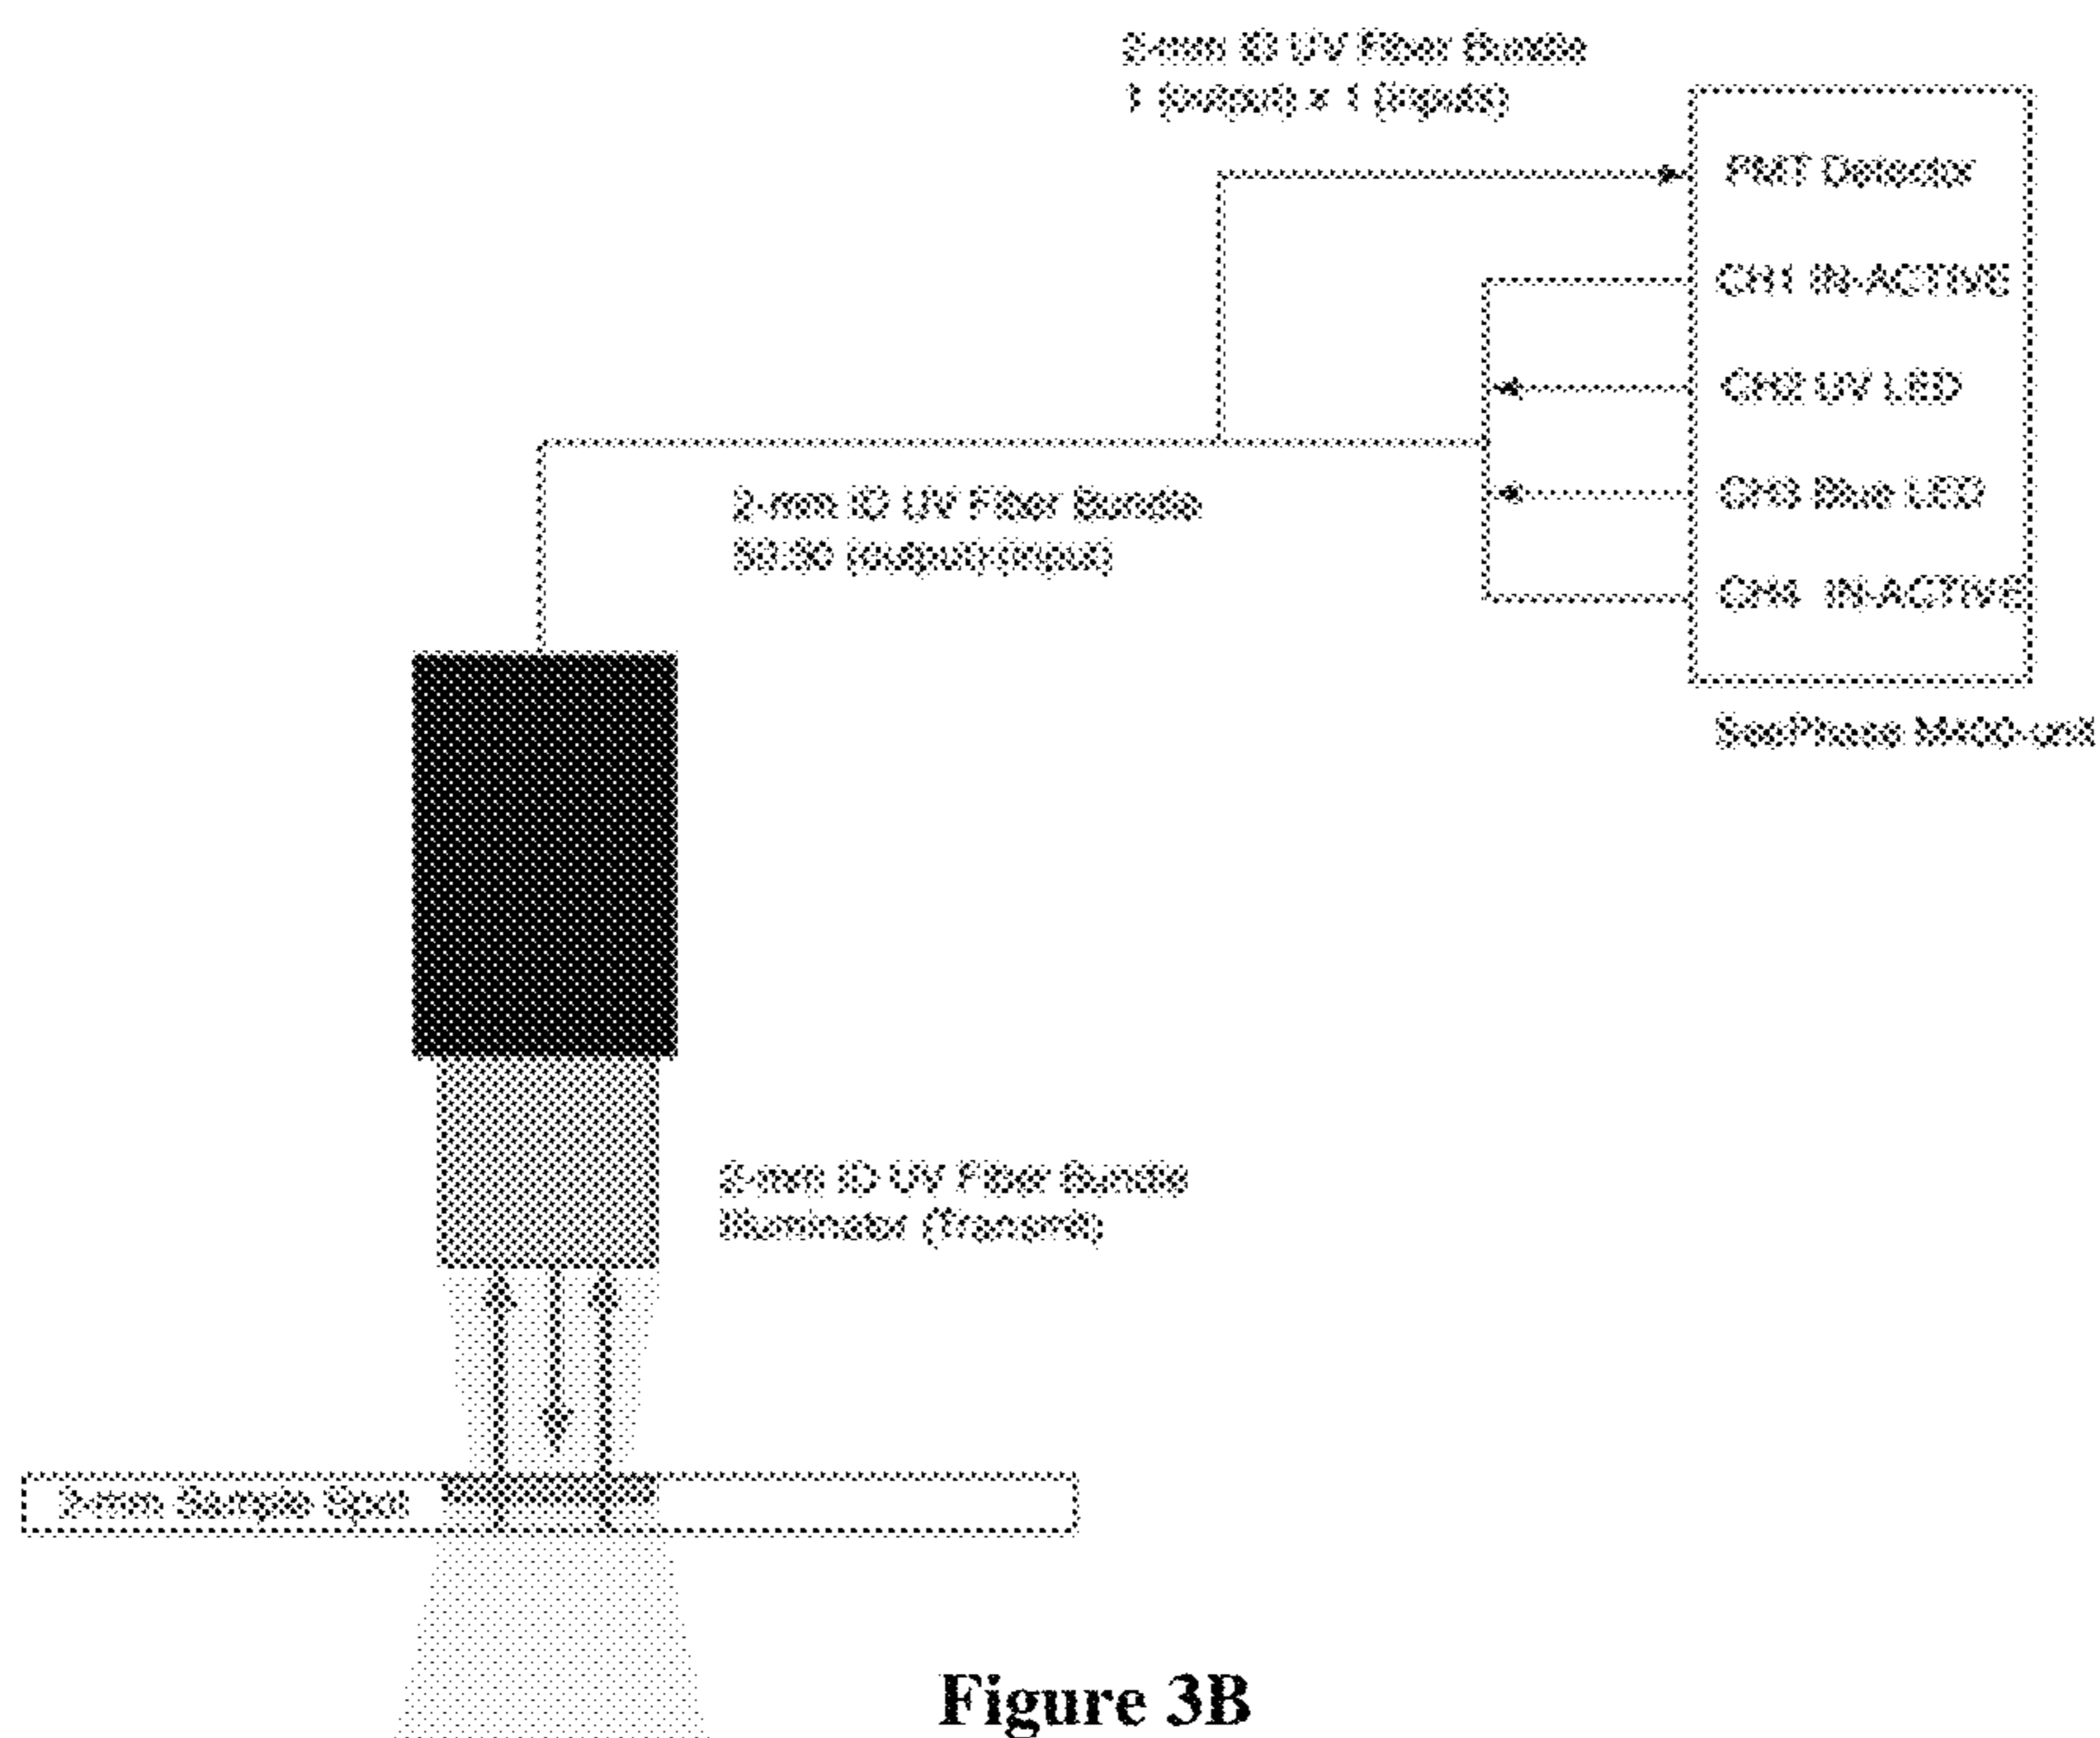 2-mm ID UV Fiber Bundle
1 (output) x 1 (inputs)
PMT Detector
CH1 IN-ACTIVE
CH2 UV LED
2-mm ID UV Fiber Bundle
CH3 Blue LED
50:50 (output:input)
CH4 IN-ACTIVE
2-mm ID UV Fiber Bundle
Illuminator (Transmit)
2-mm Sample Spot
Figure 3B